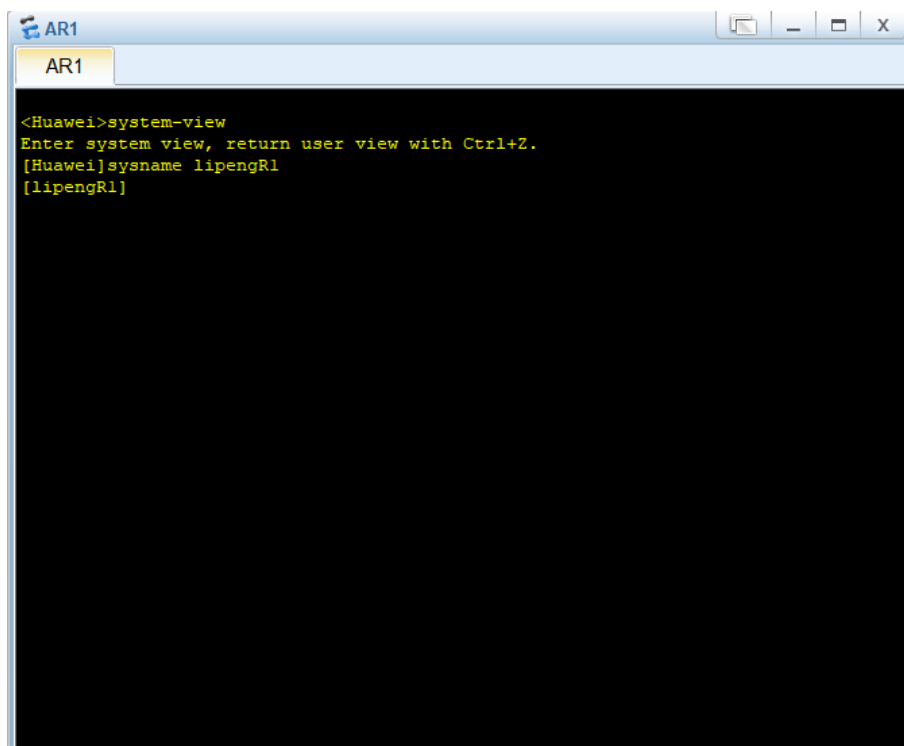 AR1
AR1
<Huawei>system-view
Enter system view, return user view with Ctrl+Z.
[Huawei]sysname lipengR1
[lipengR1]